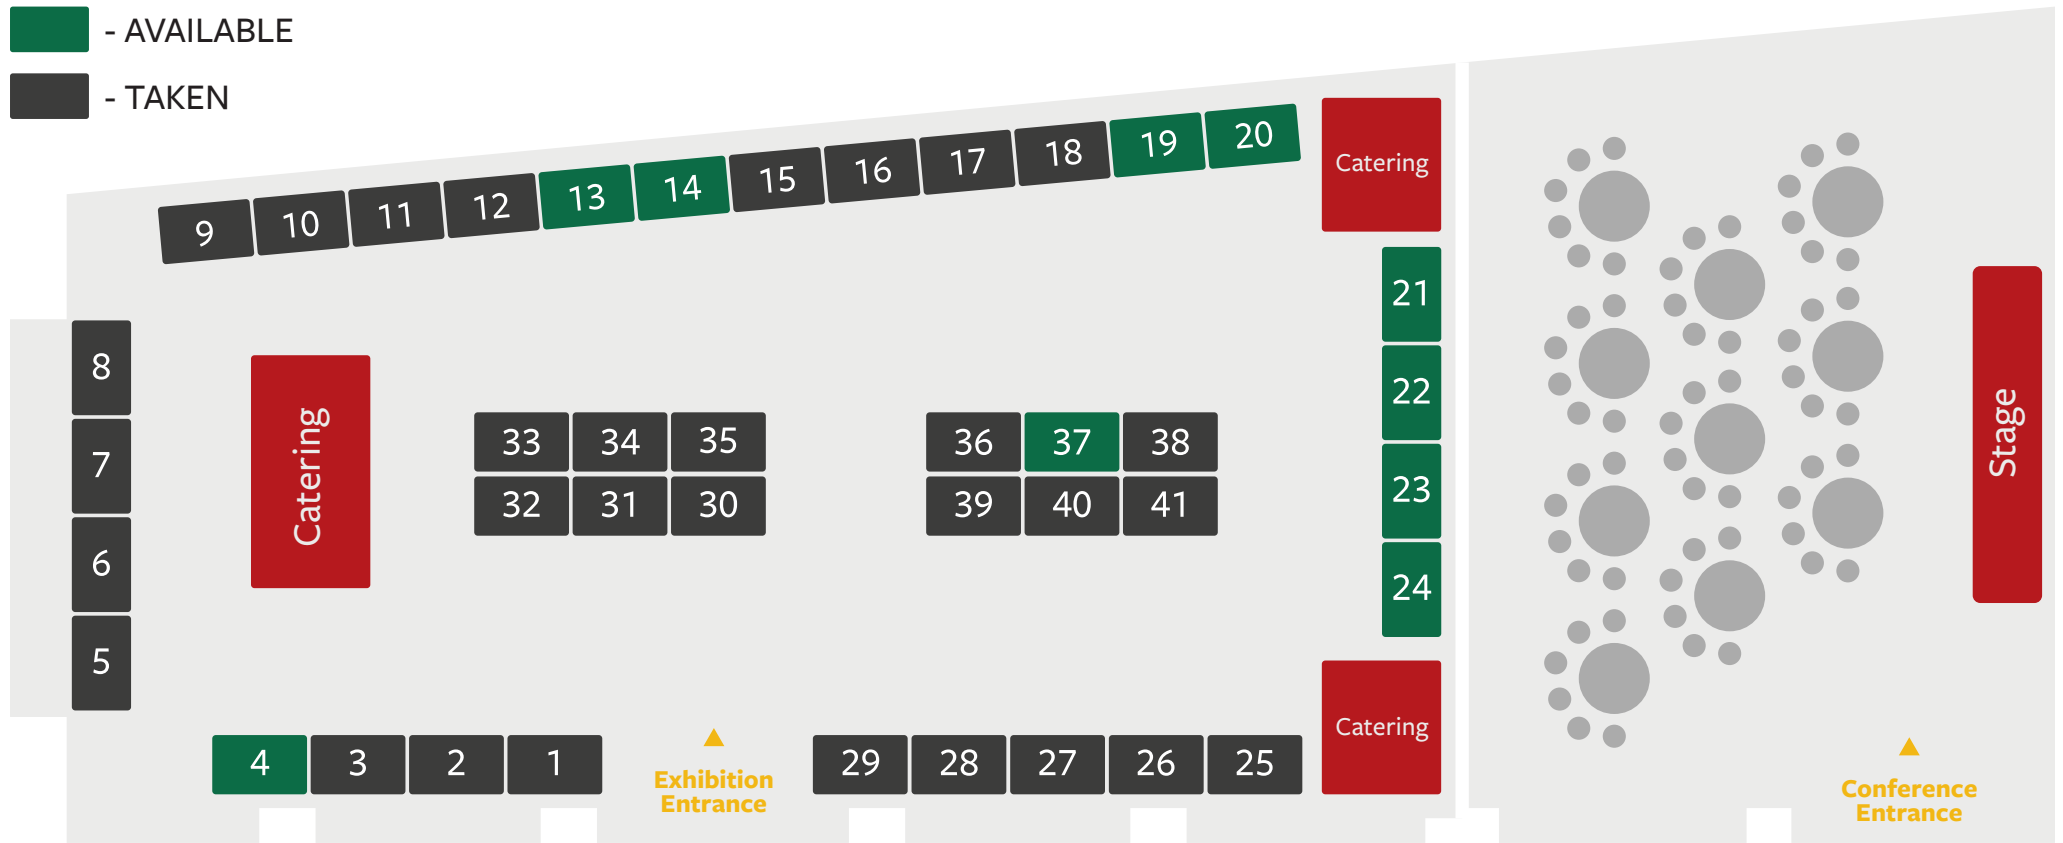 - AVAILABLE
- TAKEN
9 10 11 12 13 14 15 16 17 18 19 20
Catering
21
22
23
24
8
7
6
5
Catering
33 34 35
32 31 30
36 37 38
39 40 41
Catering
4 3 2 1
Exhibition
Entrance
29 28 27 26 25
Stage
Conference
Entrance